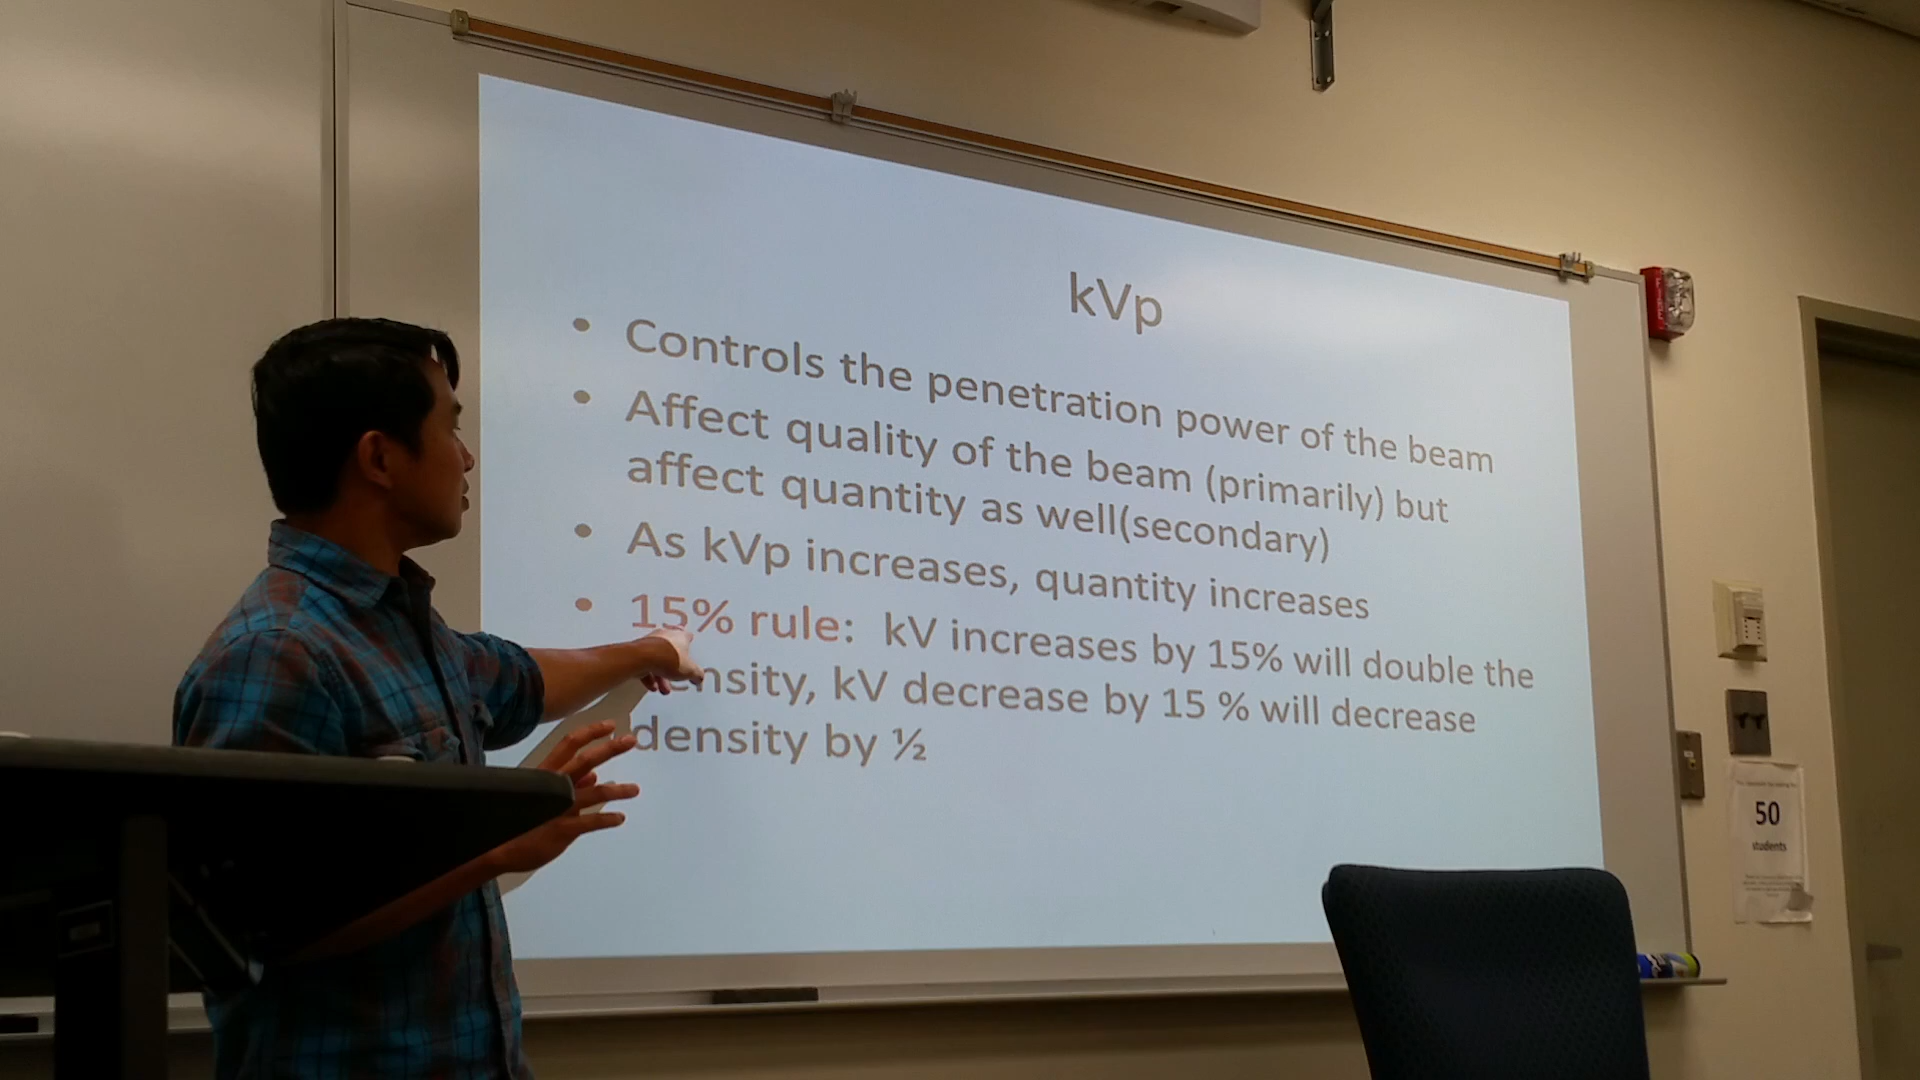 kVp
• Controls the penetration power of the beam
• Affect quality of the beam (primarily) but
affect quantity as well(secondary)
• As kVp increases, quantity increases
• 15% rule: kV increases by 15% will double the
ensity, kV decrease by 15 % will decrease
density by ½
50
students